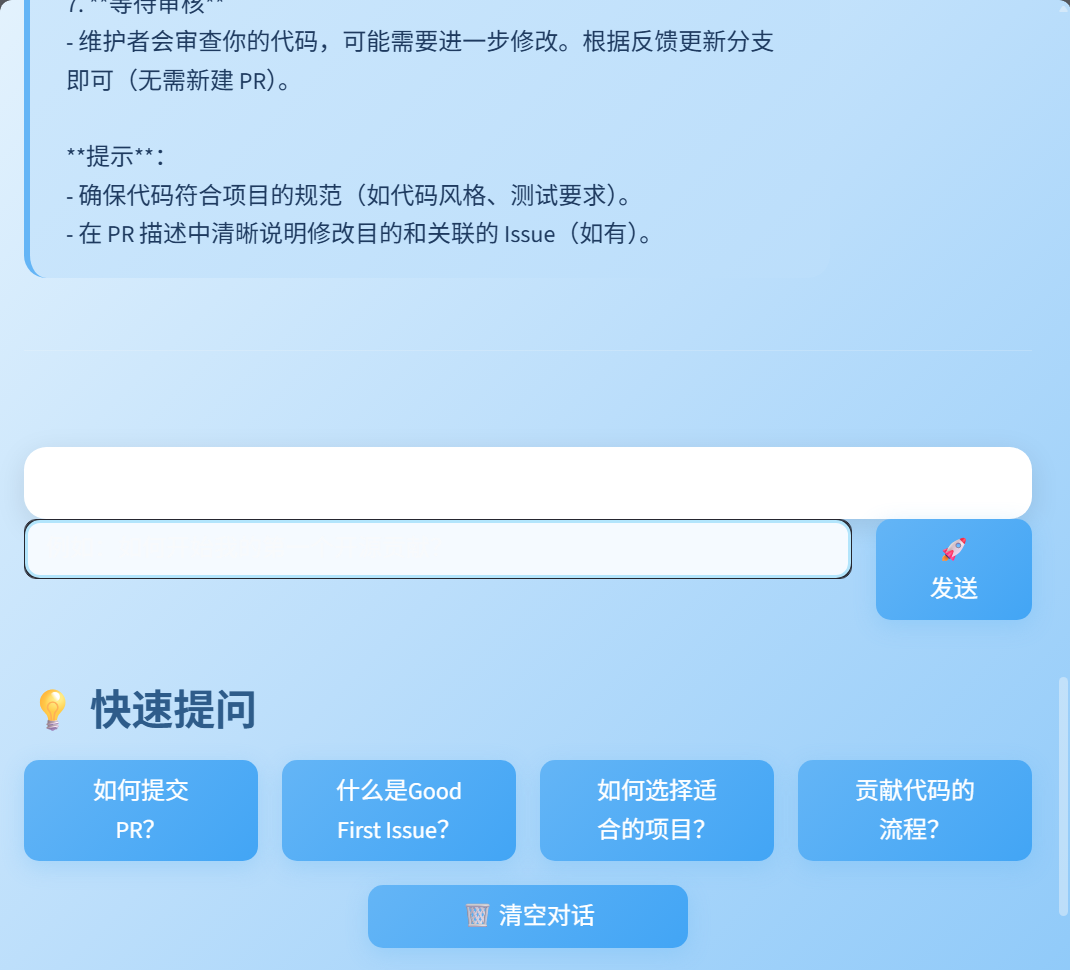 7. **等待审核**
- 维护者会审查你的代码，可能需要进一步修改。根据反馈更新分支
即可（无需新建 PR）。
**提示**：
- 确保代码符合项目的规范（如代码风格、测试要求）。
- 在 PR 描述中清晰说明修改目的和关联的 Issue（如有）。
🚀
发送
💡 快速提问
如何提交
PR？
什么是Good
First Issue？
如何选择适
合的项目？
贡献代码的
流程？
🗑️ 清空对话